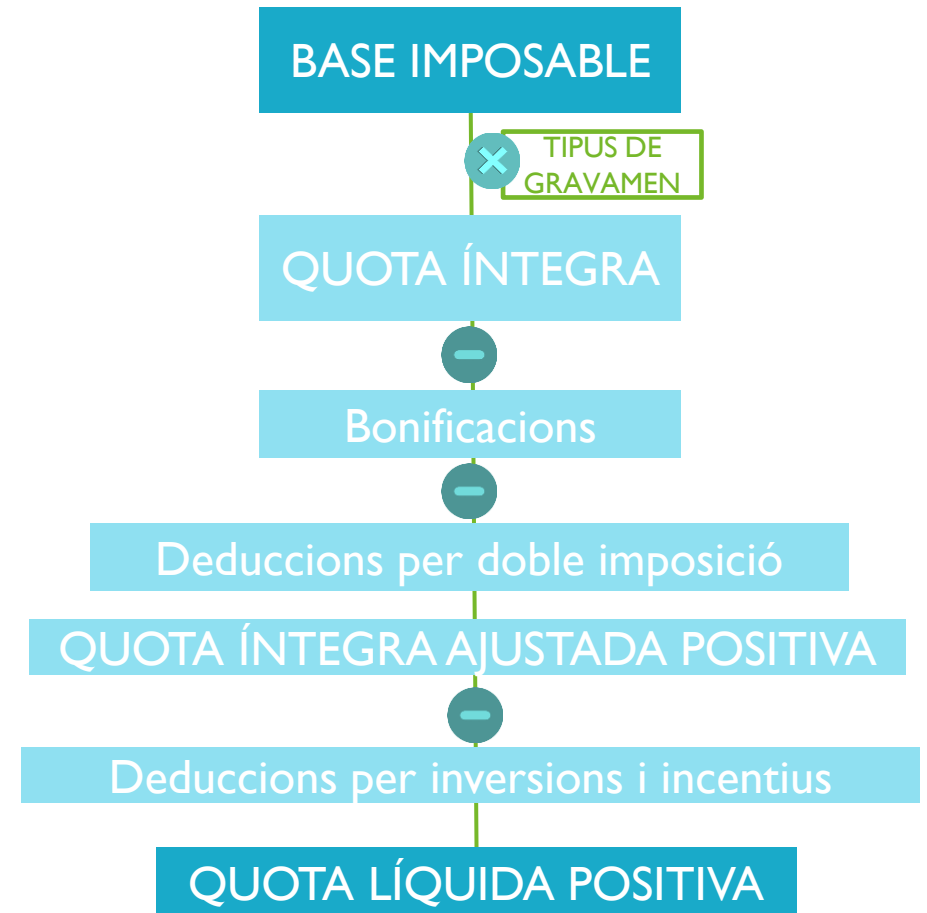 BASE IMPOSABLE
TIPUS DE
GRAVAMEN
QUOTA ÍNTEGRA
Bonificacions
Deduccions per doble imposició
QUOTA ÍNTEGRA AJUSTADA POSITIVA
Deduccions per inversions i incentius
QUOTA LÍQUIDA POSITIVA